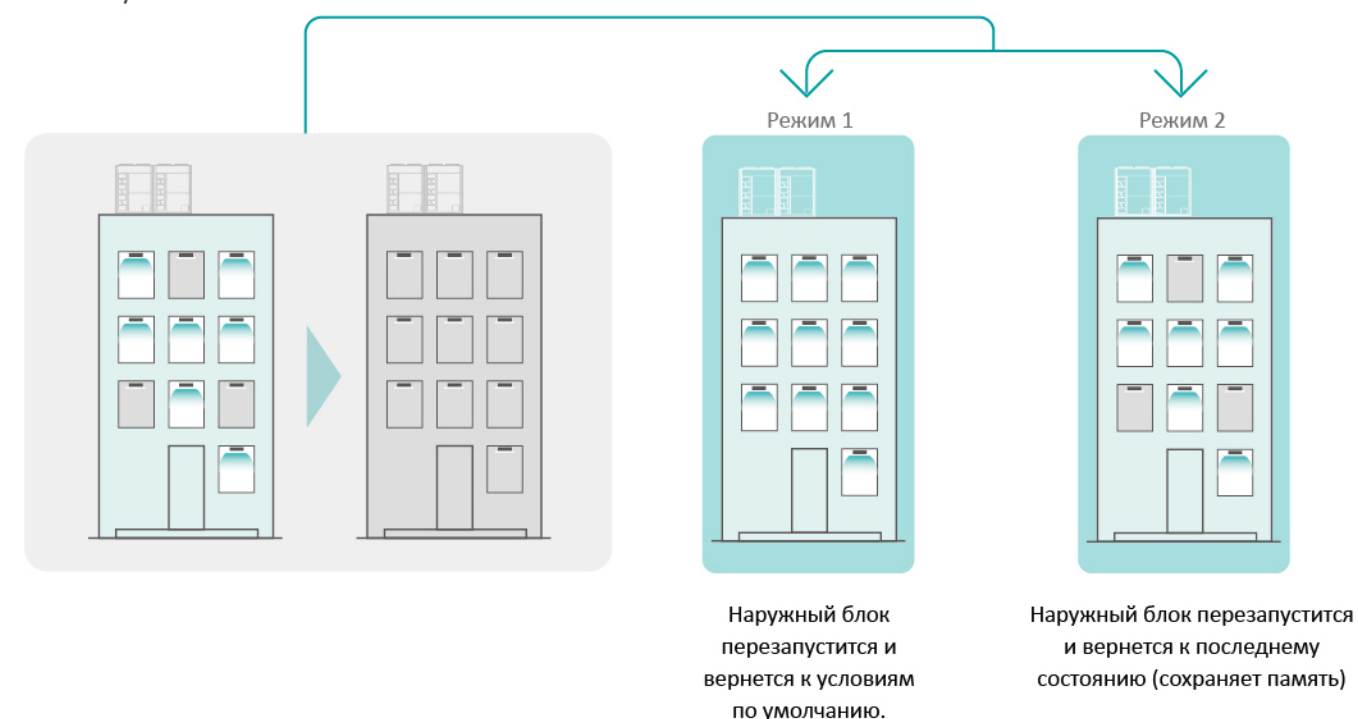 Режим 1
Режим 2
Наружный блок
перезапустится и
вернется к условиям
по умолчанию.
Наружный блок перезапустится
и вернется к последнему
состоянию (сохраняет память)